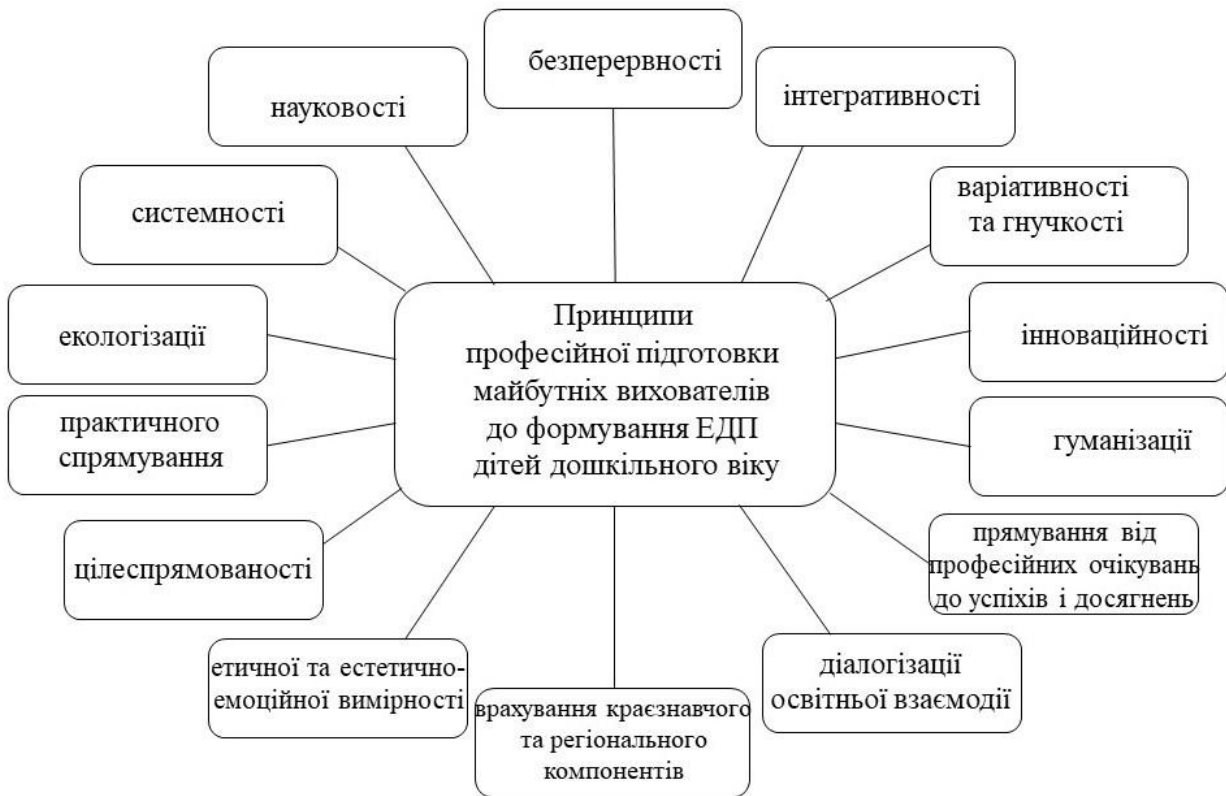 безперервності
науковості
інтегративності
системності
варіативності
та гнучкості
екологізації
Принципи
професійної підготовки
майбутніх вихователів
до формування ЕДП
дітей дошкільного віку
інноваційності
практичного
спрямування
гуманізації
цілеспрямованості
прямування від
професійних очікувань
до успіхів і досягнень
етичної та естетично-
емоційної вимірності
врахування краєзнавчого
та регіонального
компонентів
діалогізації
освітньої взаємодії